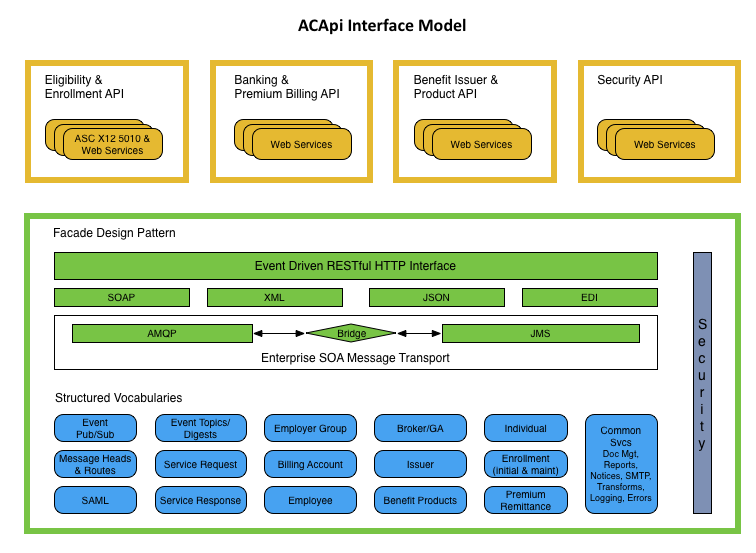 ACApi Interface Model
Eligibility &
Enrollment API
ASC X12 5010 &
Web Services
Banking &
Premium Billing API
Web Services
Benefit Issuer &
Product API
Web Services
Security API
Web Services
Facade Design Pattern
Event Driven RESTful HTTP Interface
SOAP
XML
JSON
EDI
AMQP
Bridge
JMS
Enterprise SOA Message Transport
Structured Vocabularies
Event
Pub/Sub
Event Topics/
Digests
Employer Group
Broker/GA
Individual
Message Heads
& Routes
Service Request
Billing Account
Issuer
Enrollment
(initial & maint)
SAML
Service Response
Employee
Benefit Products
Premium
Remittance
Common
Svcs
Doc Mgt,
Reports,
Notices, SMTP,
Transforms,
Logging, Errors
Security